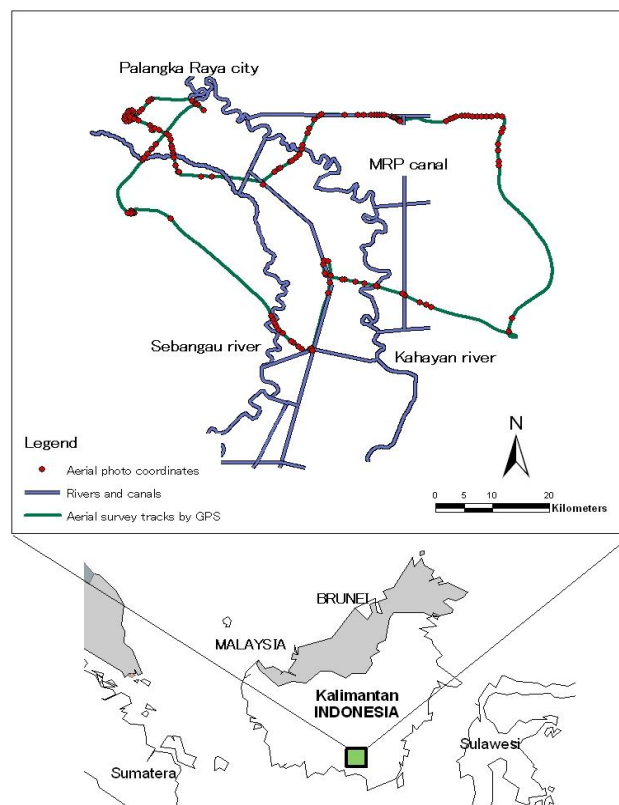 Palangka Raya city
MRP canal
Sebangau river
Kahayan river
Legend
Aerial photo coordinates
Rivers and canals
Aerial survey tracks by GPS
N
0 5 10 20
Kilometers
BRUNEI
MALAYSIA
Kalimantan
INDONESIA
Sulawesi
Sumatera